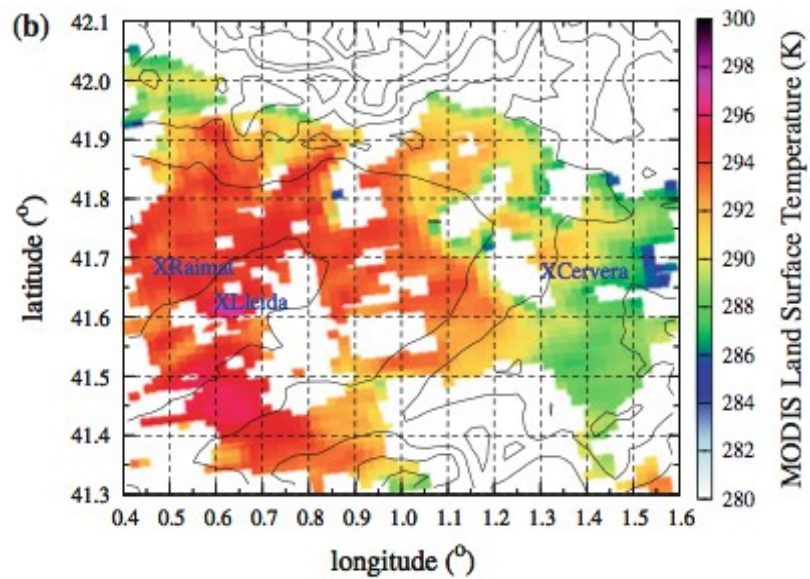 (b)
42.1
42.0
41.9
41.8
41.7
41.6
41.5
41.4
41.3
latitude (°)
XRaimat
XLleida
XCervera
0.4 0.5 0.6 0.7 0.8 0.9 1.0 1.1 1.2 1.3 1.4 1.5 1.6
longitude (°)
300
298
296
294
292
290
288
286
284
282
280
MODIS Land Surface Temperature (K)